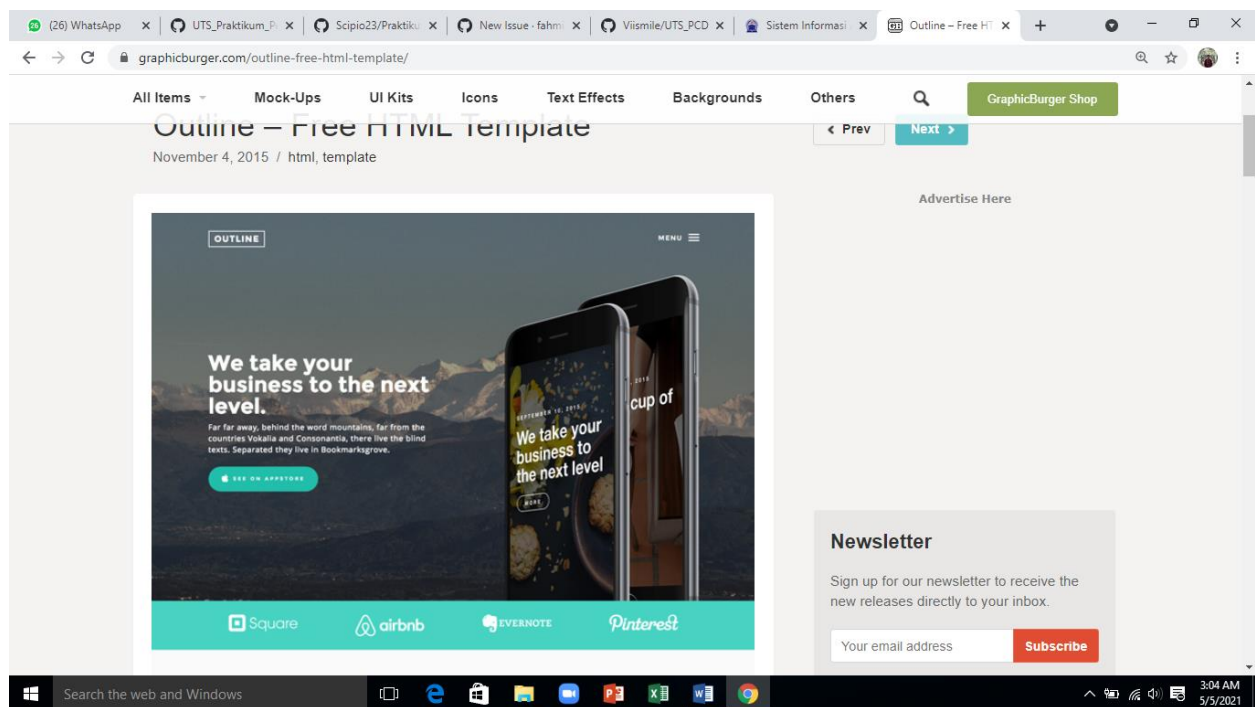 (26) WhatsApp
UTS_Praktikum_P
Scipio23/Praktiku
New Issue · fahm
Viismile/UTS_PCD
Sistem Informasi
Outline – Free HT
graphicburger.com/outline-free-html-template/
All Items Mock-Ups UI Kits Icons Text Effects Backgrounds Others GraphicBurger Shop
Outline – Free HTML Template
Prev Next
November 4, 2015 / html, template
Advertise Here
OUTLINE
MENU
We take your
business to the next
level.
Far far away, behind the word mountains, far from the
countries Vokalia and Consonantia, there live the blind
texts. Separated they live in Bookmarksgrove.
SEE ON APPSTORE
SEPTEMBER 10, 2015
We take your
business to
the next level
MORE
, 2015
cup of
Square airbnb EVERNOTE Pinterest
Newsletter
Sign up for our newsletter to receive the
new releases directly to your inbox.
Your email address Subscribe
Search the web and Windows
3:04 AM
5/5/2021